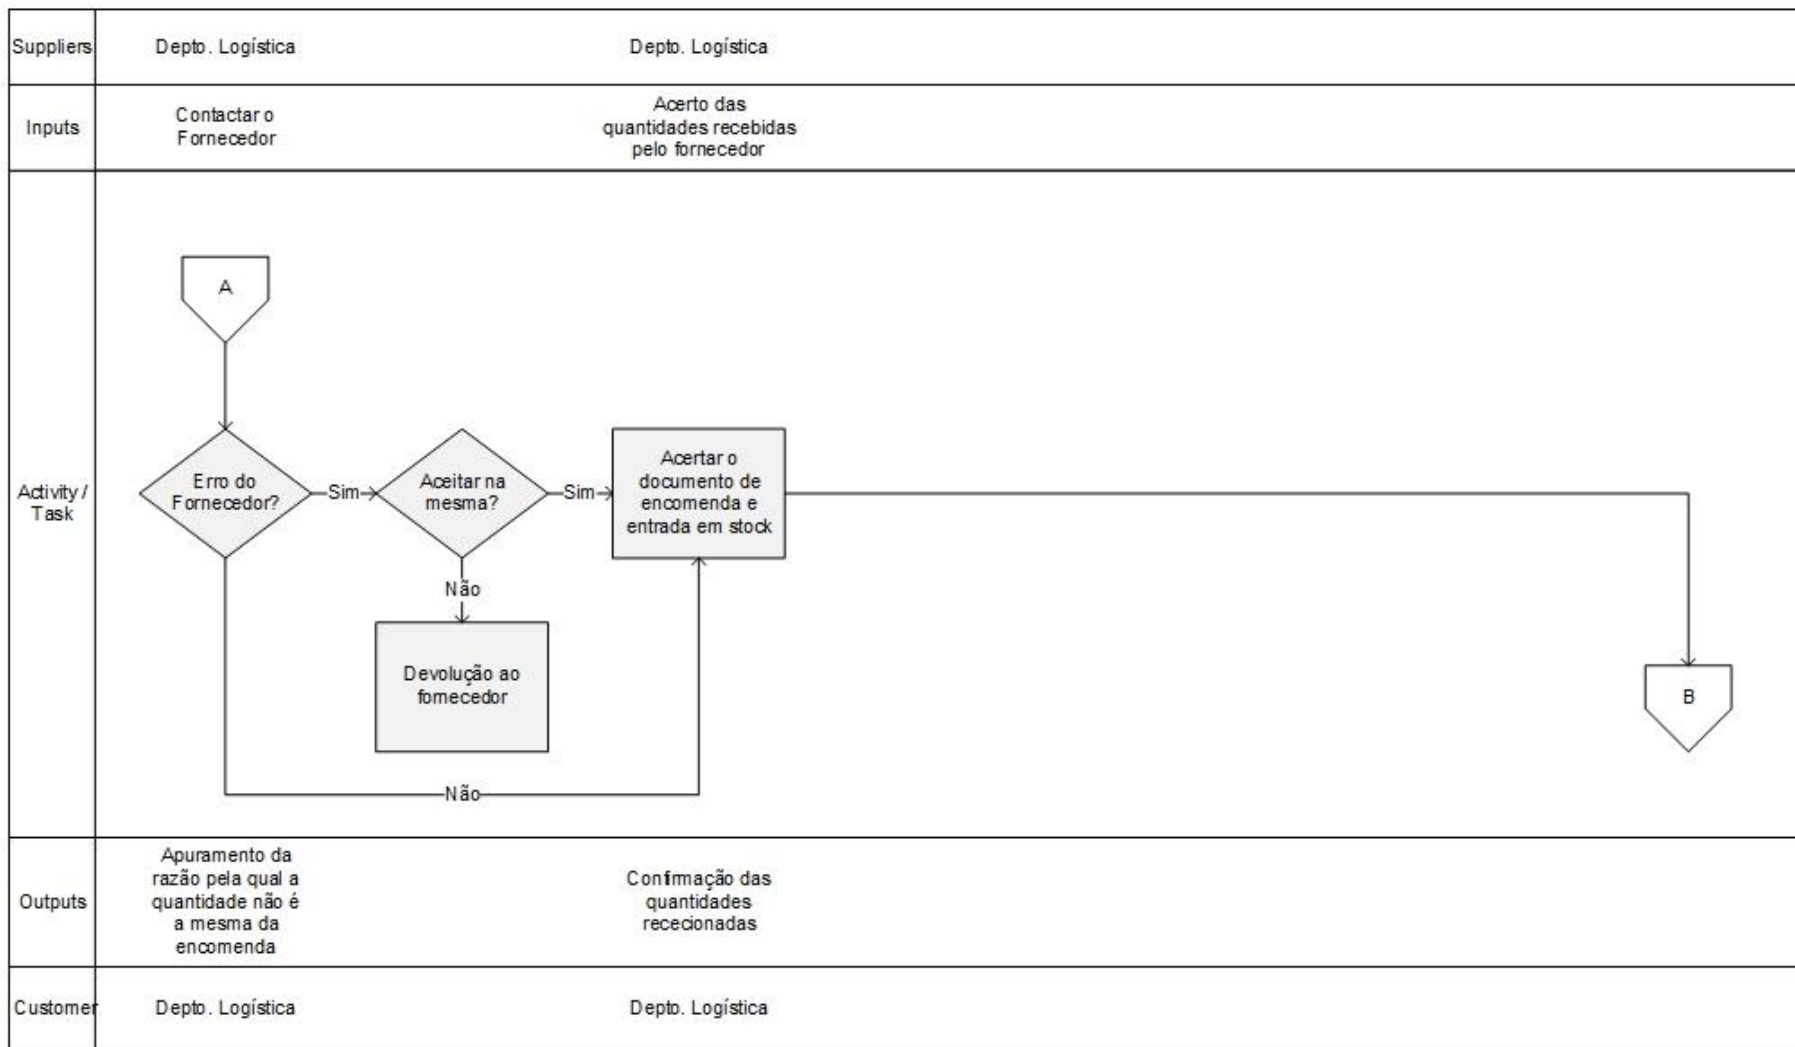 Suppliers
Depto. Logística
Depto. Logística
Inputs
Contactar o
Fornecedor
Acerto das
quantidades recebidas
pelo fornecedor
Activity /
Task
A
Erro do
Fornecedor?
Sim
Aceitar na
mesma?
Sim
Acertar o
documento de
encomenda e
entrada em stock
Não
Devolução ao
fornecedor
Não
B
Outputs
Apuramento da
razão pela qual a
quantidade não é
a mesma da
encomenda
Confirmação das
quantidades
rececionadas
Customer
Depto. Logística
Depto. Logística